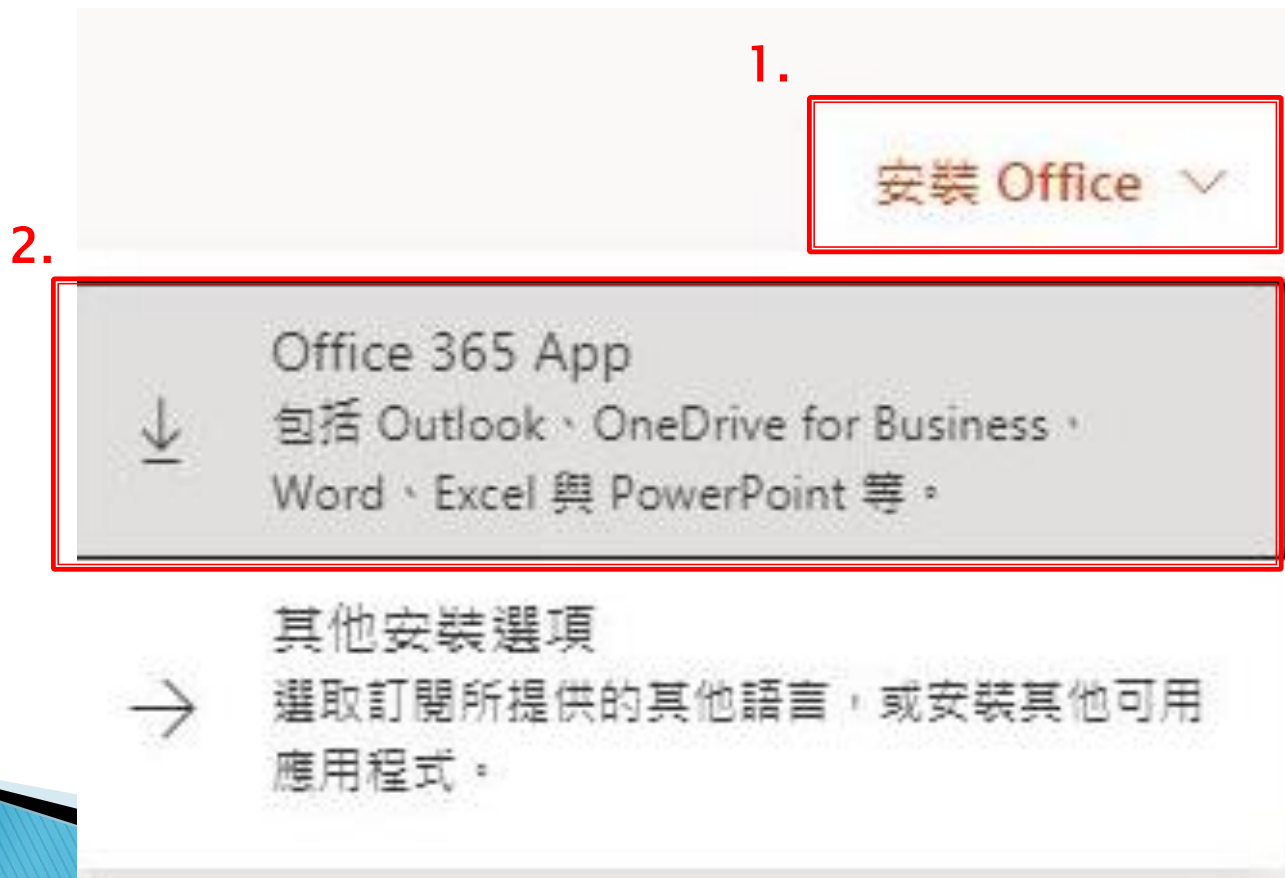 1.
安裝 Office
2.
Office 365 App
包括 Outlook、OneDrive for Business、
Word、Excel 與 PowerPoint 等。
其他安裝選項
選取訂閱所提供的其他語言，或安裝其他可用
應用程式。